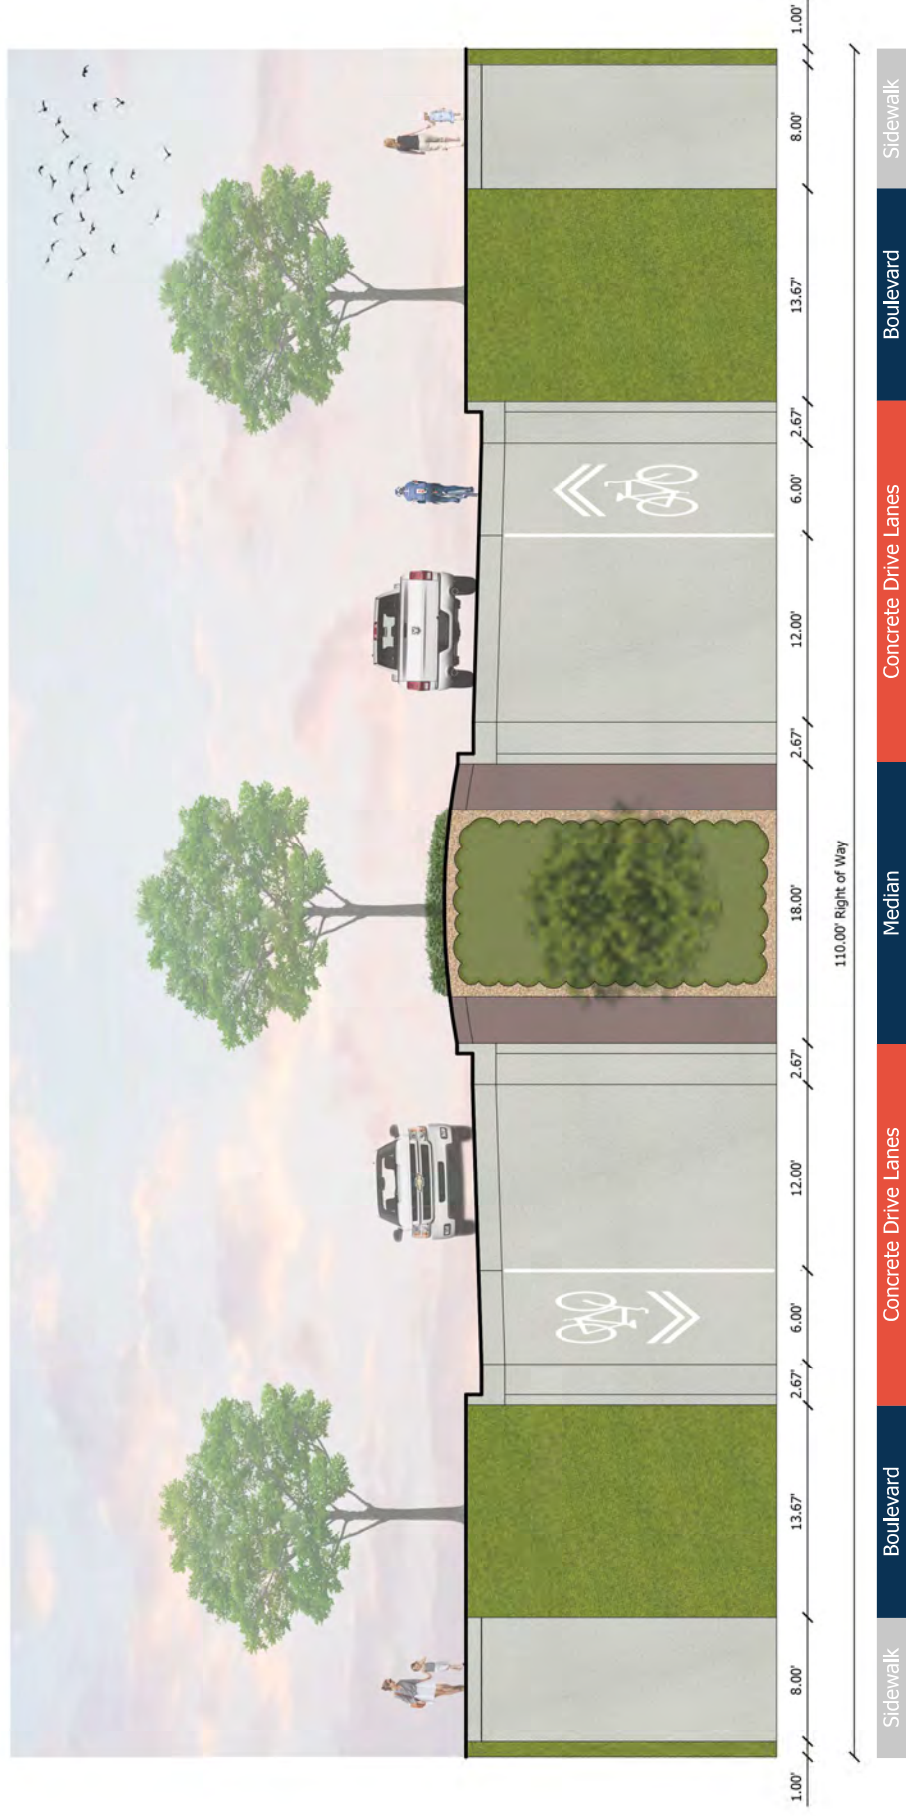 1.00'
8.00'
13.67'
2.67'
6.00'
12.00'
2.67'
18.00'
2.67'
12.00'
6.00'
2.67'
13.67'
8.00'
1.00'
110.00' Right of Way
Sidewalk
Boulevard
Concrete Drive Lanes
Median
Concrete Drive Lanes
Boulevard
Sidewalk